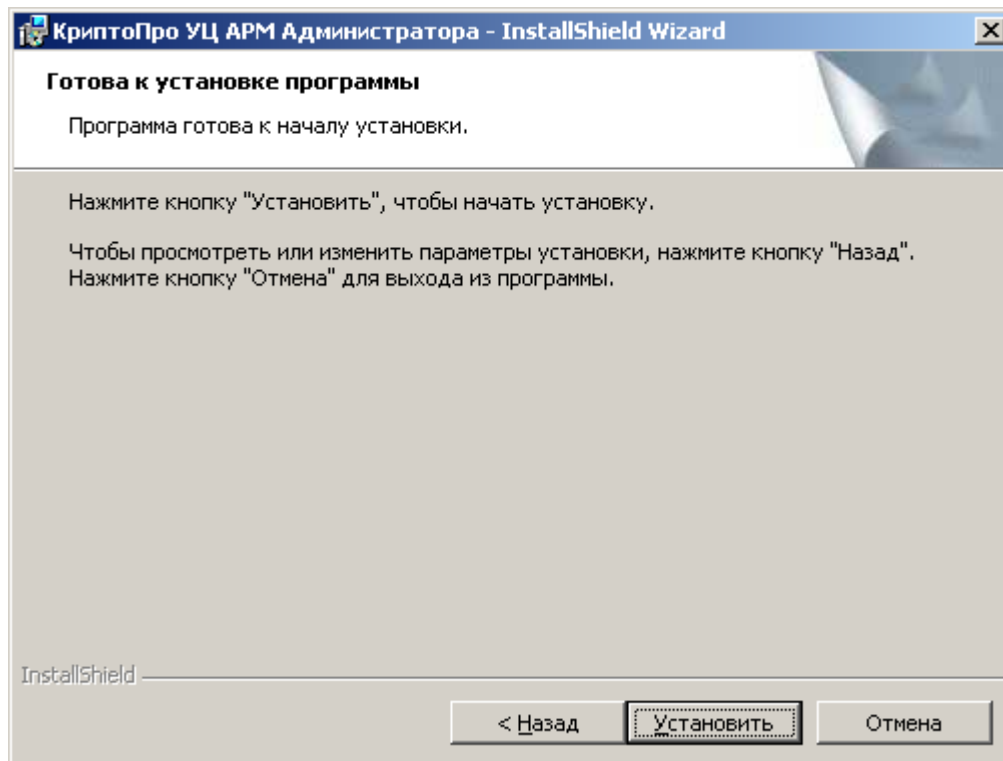 КриптоПро УЦ АРМ Администратора - InstallShield Wizard
Готова к установке программы
Программа готова к началу установки.
Нажмите кнопку "Установить", чтобы начать установку.
Чтобы просмотреть или изменить параметры установки, нажмите кнопку "Назад".
Нажмите кнопку "Отмена" для выхода из программы.
InstallShield
< Назад
Установить
Отмена